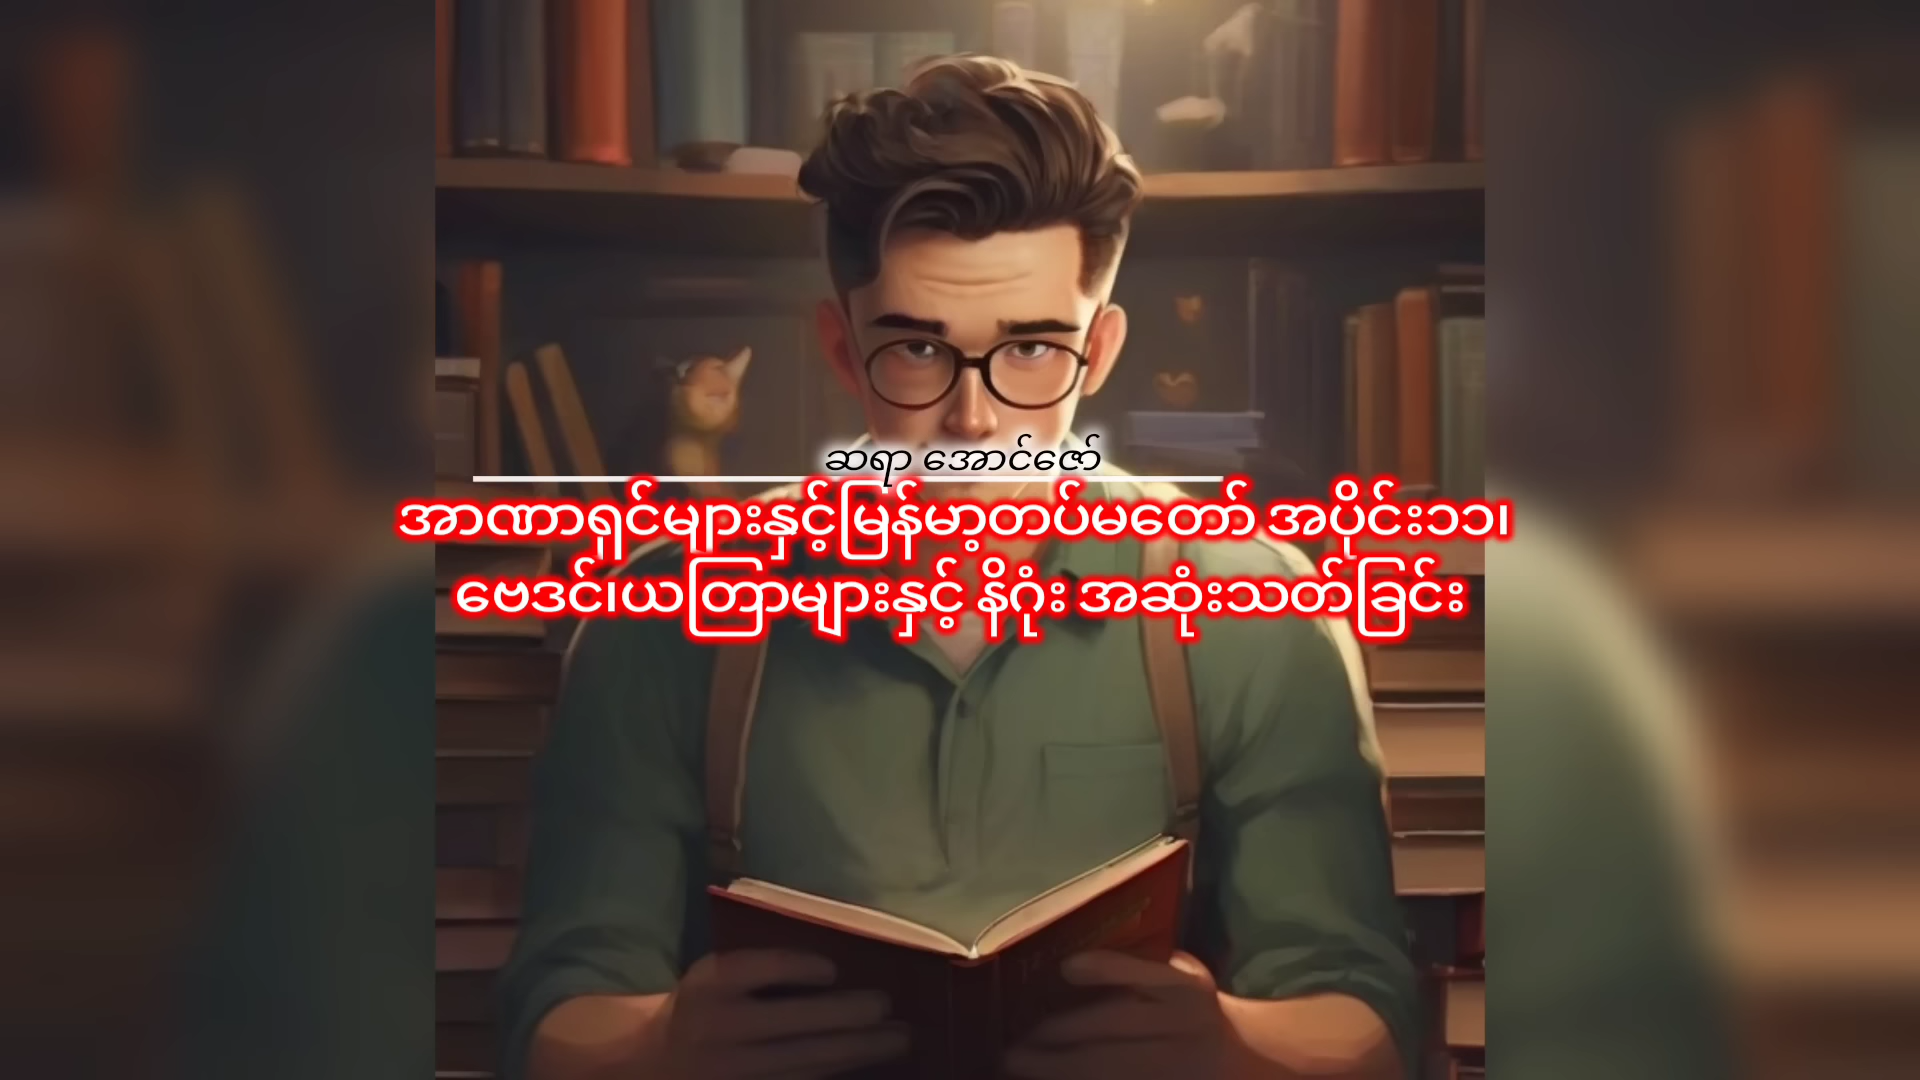 ဆရာ အောင်ဇော်
အာဏာရှင်များနှင့်မြန်မာ့တပ်မတော် အပိုင်း၁၁၊
ဗေဒင်၊ယတြာများနှင့် နိဂုံး အဆုံးသတ်ခြင်း